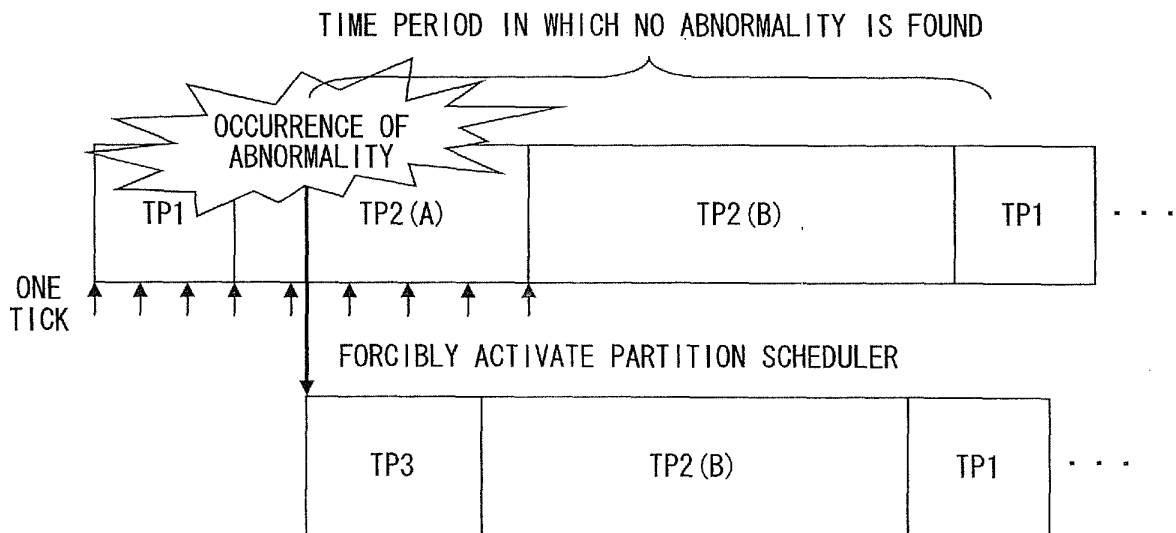 TIME PERIOD IN WHICH NO ABNORMALITY IS FOUND
OCCURRENCE OF
ABNORMALITY
TP1
TP2(A)
TP2(B)
TP1
. . .
ONE
TICK
FORCIBLY ACTIVATE PARTITION SCHEDULER
TP3
TP2(B)
TP1
. . .